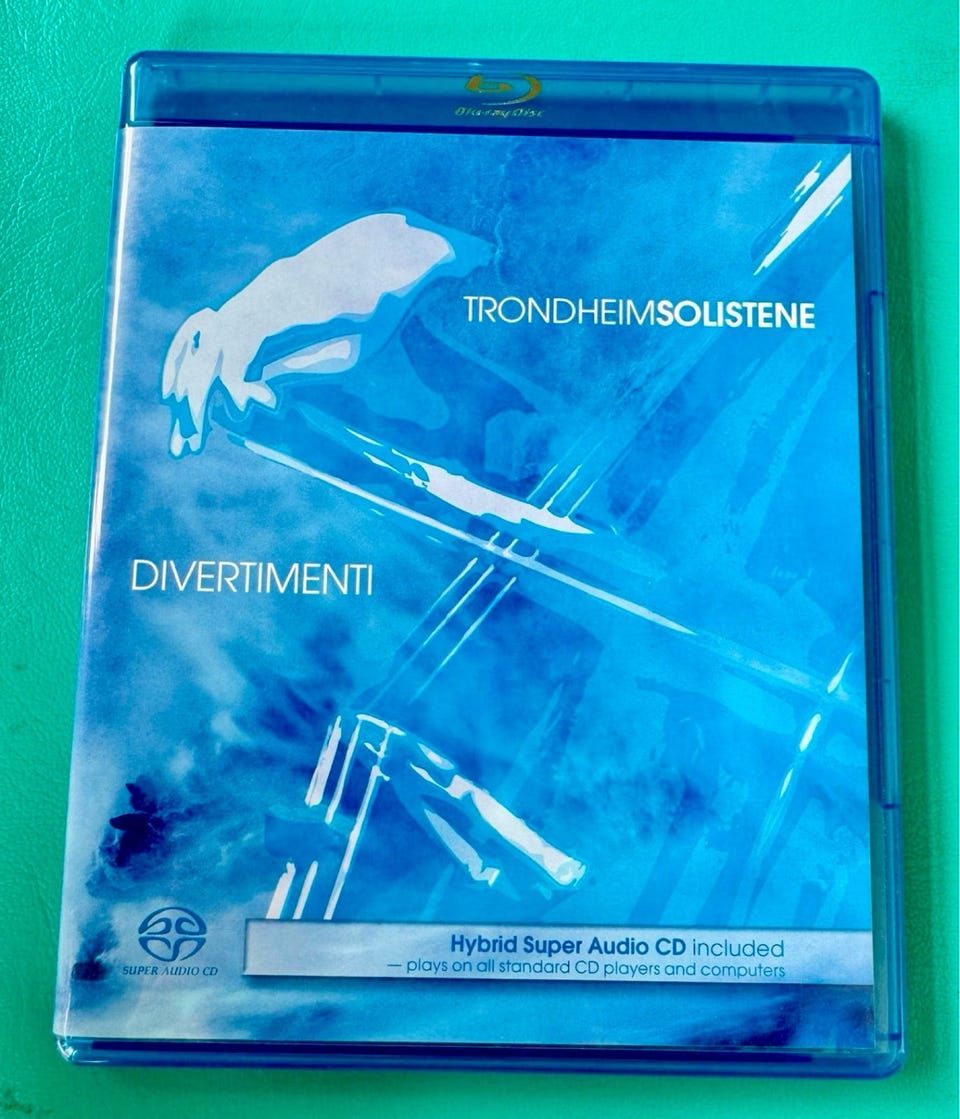 Blu-ray Disc
TRONDHEIMSOLISTENE
DIVERTIMENTI
SUPER AUDIO CD
Hybrid Super Audio CD included
— plays on all standard CD players and computers